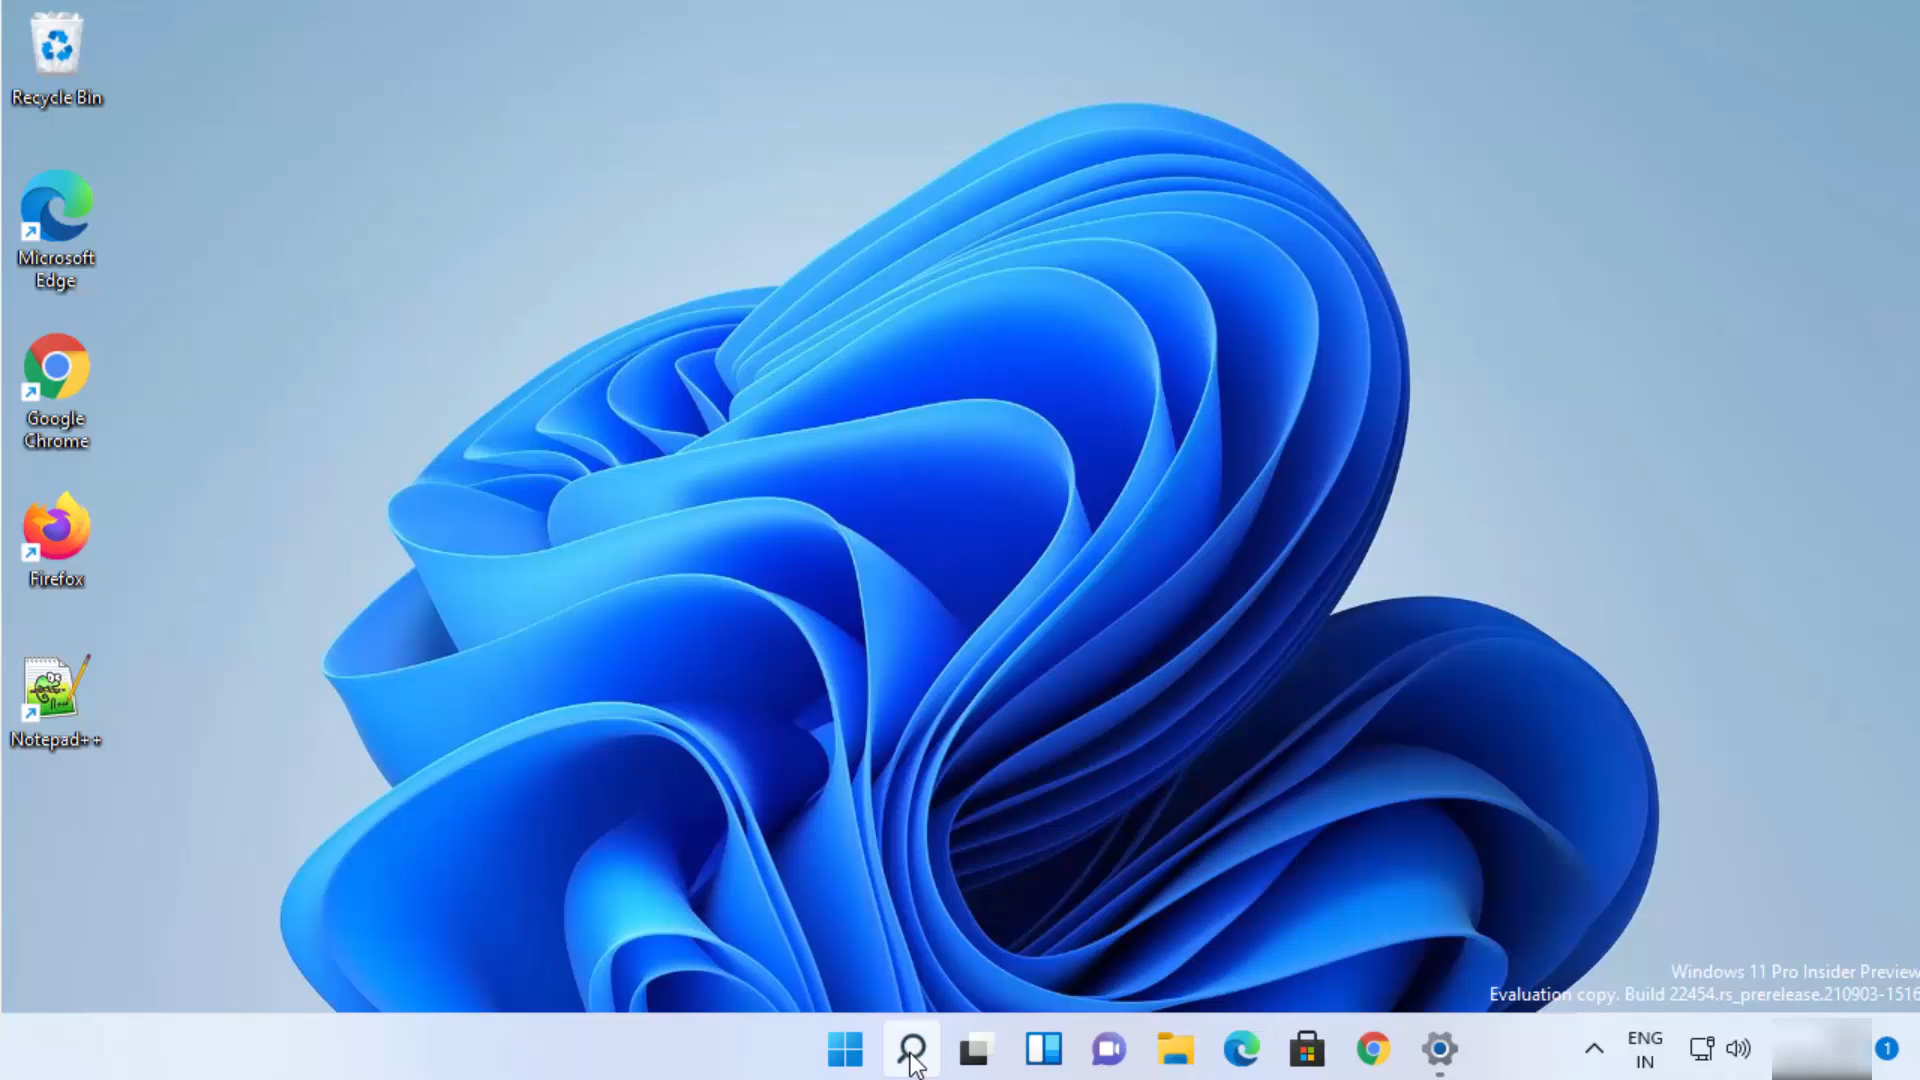 Recycle Bin
Microsoft
Edge
Google
Chrome
Firefox
Notepad++
Windows 11 Pro Insider Preview
Evaluation copy. Build 22454.rs_prerelease.210903-1516
ENG
IN
1